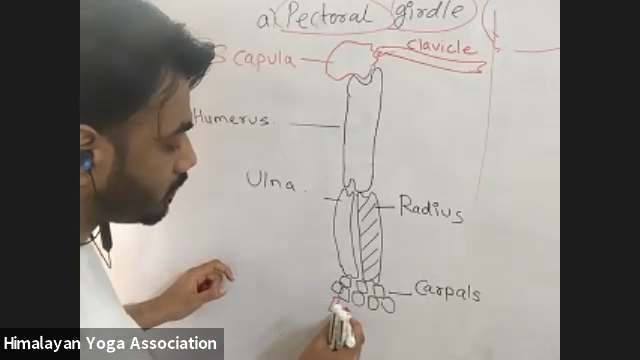 a) Pectoral girdle
Scapula
clavicle
Humerus
Ulna
Radius
Carpals
Himalayan Yoga Association